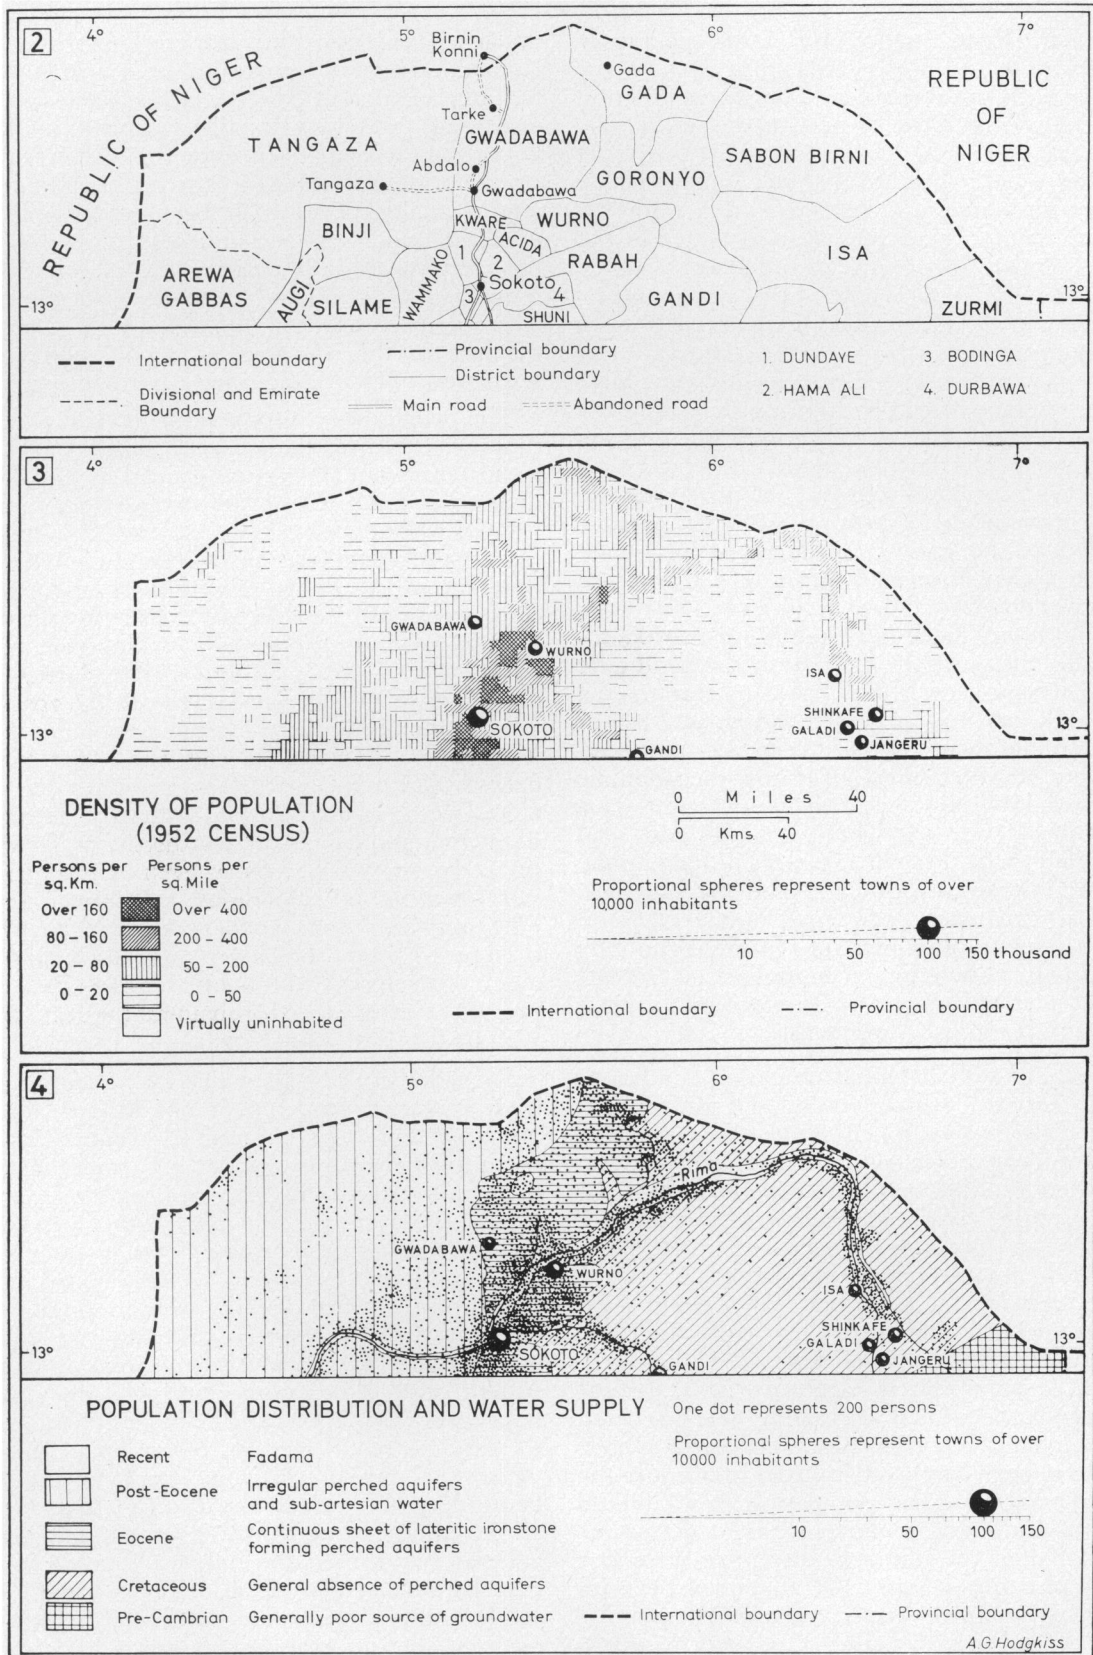 2
4°
5°
6°
7°
Birnin
Konni
REPUBLIC OF NIGER
Gada
GADA
REPUBLIC
OF
NIGER
Tarke
TANGAZA
GWADABAWA
SABON BIRNI
Abdalo
GORONYO
Tangaza
Gwadabawa
KWARE
WURNO
BINJI
ACIDA
1
2
RABAH
ISA
AREWA
GABBAS
AUGI
SILAME
WAMMAKO
Sokoto
3
4
SHUNI
GANDI
ZURMI
13°
13°
International boundary
Provincial boundary
District boundary
Divisional and Emirate
Boundary
Main road
Abandoned road
1. DUNDAYE
2. HAMA ALI
3. BODINGA
4. DURBAWA
3
4°
5°
6°
7°
GWADABAWA
WURNO
ISA
SHINKAFE
SOKOTO
GALADI
GANDI
JANGERU
13°
13°
DENSITY OF POPULATION
(1952 CENSUS)
Persons per
sq. Km.
Persons per
sq. Mile
Over 160 Over 400
80-160 200-400
20-80 50-200
0-20 0-50
Virtually uninhabited
0 Miles 40
0 Kms 40
Proportional spheres represent towns of over
10,000 inhabitants
10 50 100 150 thousand
International boundary
Provincial boundary
4
4°
5°
6°
7°
Rima
GWADABAWA
WURNO
ISA
SHINKAFE
SOKOTO
GALADI
GANDI
JANGERU
13°
13°
POPULATION DISTRIBUTION AND WATER SUPPLY
One dot represents 200 persons
Proportional spheres represent towns of over
10000 inhabitants
10 50 100 150
Recent Fadama
Post-Eocene Irregular perched aquifers
and sub-artesian water
Eocene Continuous sheet of lateritic ironstone
forming perched aquifers
Cretaceous General absence of perched aquifers
Pre-Cambrian Generally poor source of groundwater
International boundary
Provincial boundary
A G Hodgkiss